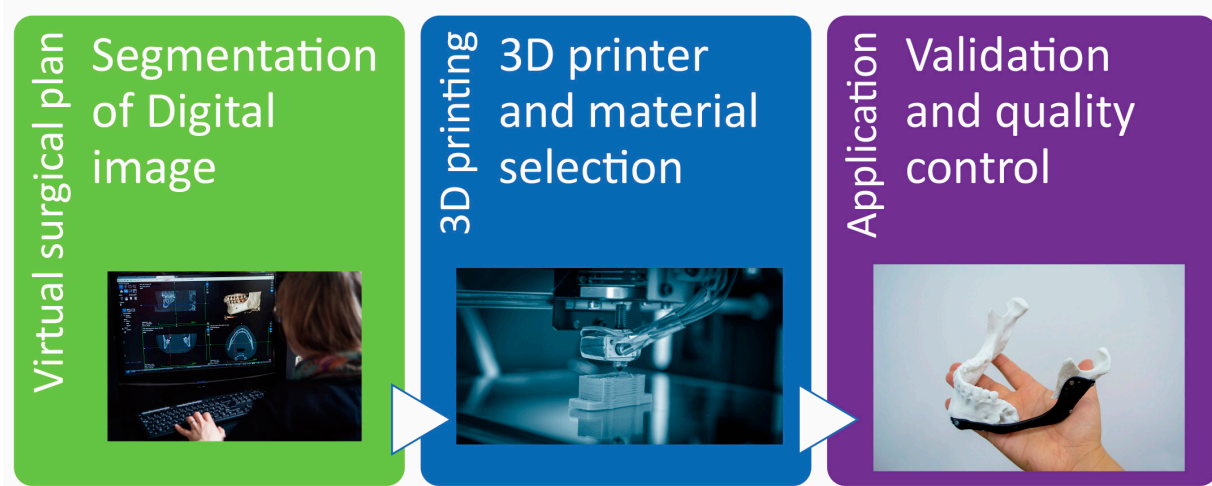 Virtual surgical plan
Segmentation
of Digital
image
3D printing
3D printer
and material
selection
Application
Validation
and quality
control